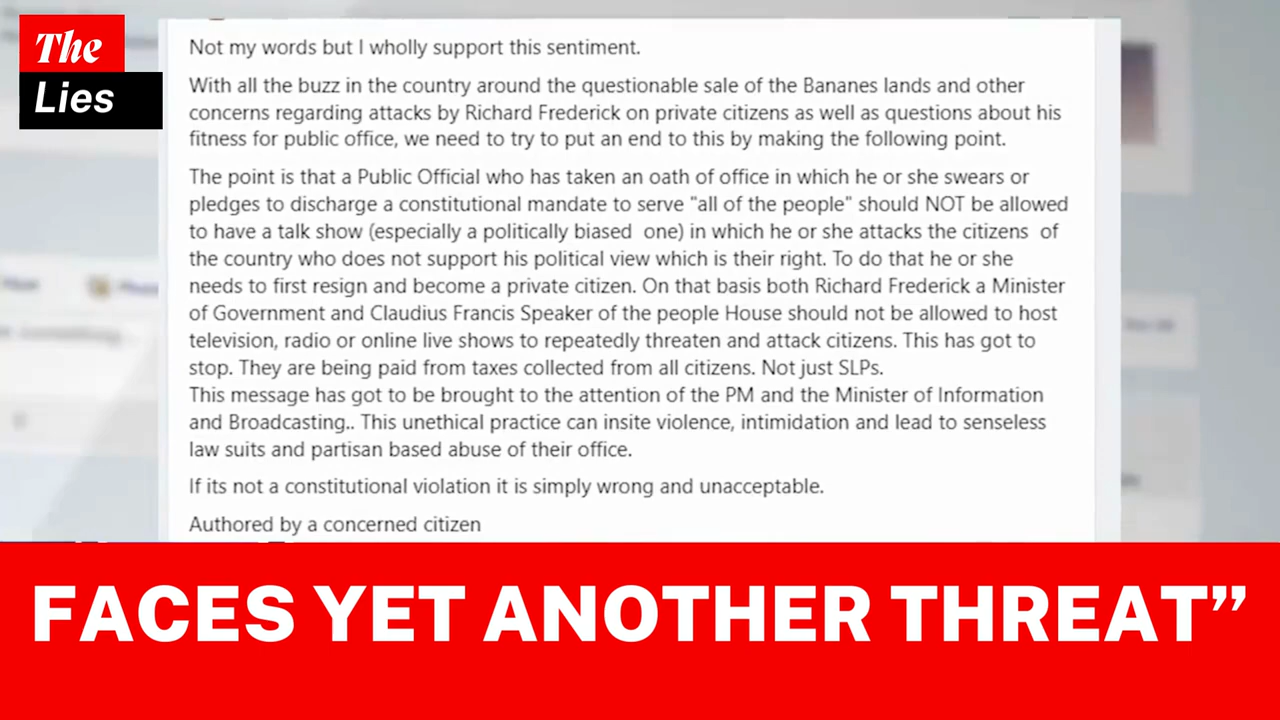 The
Lies
Not my words but I wholly support this sentiment.
With all the buzz in the country around the questionable sale of the Bananes lands and other
concerns regarding attacks by Richard Frederick on private citizens as well as questions about his
fitness for public office, we need to try to put an end to this by making the following point.
The point is that a Public Official who has taken an oath of office in which he or she swears or
pledges to discharge a constitutional mandate to serve "all of the people" should NOT be allowed
to have a talk show (especially a politically biased  one) in which he or she attacks the citizens  of
the country who does not support his political view which is their right. To do that he or she
needs to first resign and become a private citizen. On that basis both Richard Frederick a Minister
of Government and Claudius Francis Speaker of the people House should not be allowed to host
television, radio or online live shows to repeatedly threaten and attack citizens. This has got to
stop. They are being paid from taxes collected from all citizens. Not just SLPs.
This message has got to be brought to the attention of the PM and the Minister of Information
and Broadcasting.. This unethical practice can insite violence, intimidation and lead to senseless
law suits and partisan based abuse of their office.
If its not a constitutional violation it is simply wrong and unacceptable.
Authored by a concerned citizen
FACES YET ANOTHER THREAT”